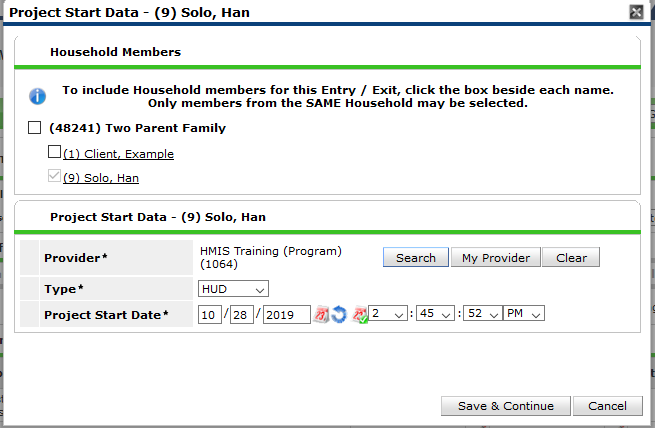 Project Start Data - (9) Solo, Han
Household Members
To include Household members for this Entry / Exit, click the box beside each name.
Only members from the SAME Household may be selected.
(48241) Two Parent Family
(1) Client, Example
(9) Solo, Han
Project Start Data - (9) Solo, Han
Provider* HMIS Training (Program) (1064) Search My Provider Clear
Type* HUD
Project Start Date* 10 / 28 / 2019 2 : 45 : 52 PM
Save & Continue Cancel